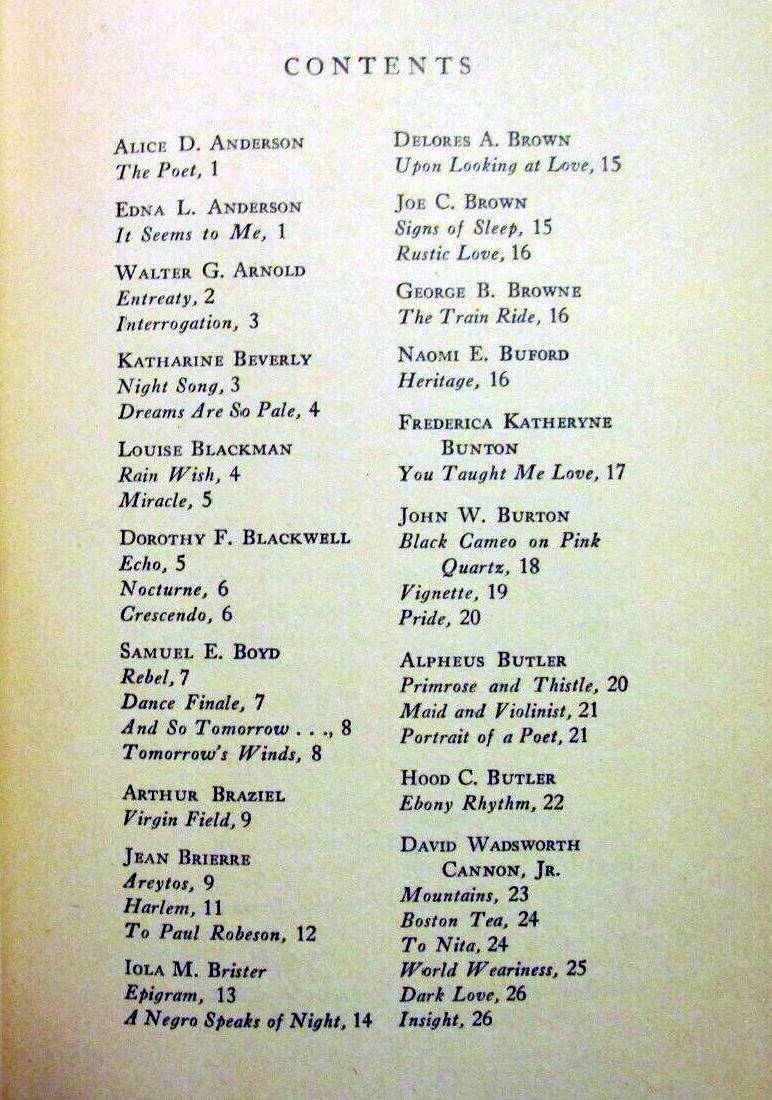 CONTENTS
ALICE D. ANDERSON
The Poet, 1
EDNA L. ANDERSON
It Seems to Me, 1
WALTER G. ARNOLD
Entreaty, 2
Interrogation, 3
KATHARINE BEVERLY
Night Song, 3
Dreams Are So Pale, 4
LOUISE BLACKMAN
Rain Wish, 4
Miracle, 5
DOROTHY F. BLACKWELL
Echo, 5
Nocturne, 6
Crescendo, 6
SAMUEL E. BOYD
Rebel, 7
Dance Finale, 7
And So Tomorrow . . ., 8
Tomorrow's Winds, 8
ARTHUR BRAZIEL
Virgin Field, 9
JEAN BRIERRE
Areytos, 9
Harlem, 11
To Paul Robeson, 12
IOLA M. Brister
Epigram, 13
A Negro Speaks of Night, 14
DELORES A. BROWN
Upon Looking at Love, 15
JOE C. BROWN
Signs of Sleep, 15
Rustic Love, 16
GEORGE B. BROWNE
The Train Ride, 16
NAOMI E. BUFORD
Heritage, 16
FREDERICA KATHERYNE
BUNTON
You Taught Me Love, 17
JOHN W. BURTON
Black Cameo on Pink
Quartz, 18
Vignette, 19
Pride, 20
ALPHEUS BUTLER
Primrose and Thistle, 20
Maid and Violinist, 21
Portrait of a Poet, 21
HOOD C. BUTLER
Ebony Rhythm, 22
DAVID WADSWORTH
CANNON, JR.
Mountains, 23
Boston Tea, 24
To Nita, 24
World Weariness, 25
Dark Love, 26
Insight, 26